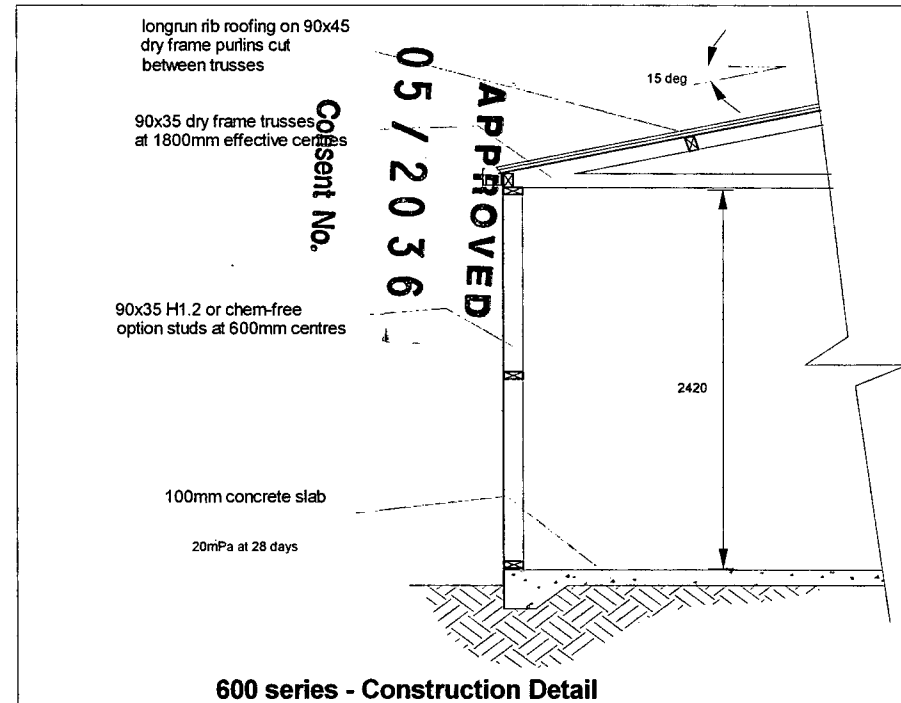 longrun rib roofing on 90x45
dry frame purlins cut
between trusses
15 deg
90x35 dry frame trusses
at 1800mm effective centres
APPROVED
05/2036
Consent No.
90x35 H1.2 or chem-free
option studs at 600mm centres
2420
100mm concrete slab
20mPa at 28 days
600 series - Construction Detail